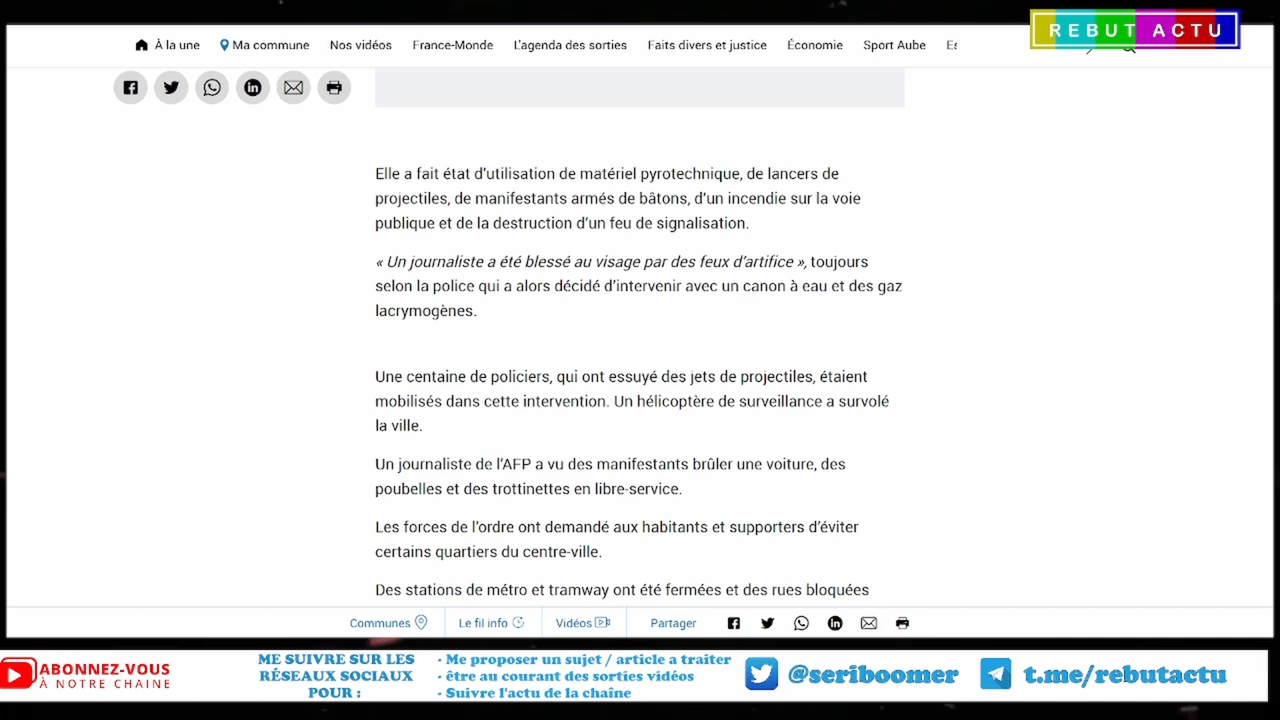 REBUT ACTU
À la une Ma commune Nos vidéos France-Monde L'agenda des sorties Faits divers et justice Économie Sport Aube
Elle a fait état d'utilisation de matériel pyrotechnique, de lancers de
projectiles, de manifestants armés de bâtons, d'un incendie sur la voie
publique et de la destruction d'un feu de signalisation.
« Un journaliste a été blessé au visage par des feux d'artifice », toujours
selon la police qui a alors décidé d'intervenir avec un canon à eau et des gaz
lacrymogènes.
Une centaine de policiers, qui ont essuyé des jets de projectiles, étaient
mobilisés dans cette intervention. Un hélicoptère de surveillance a survolé
la ville.
Un journaliste de l'AFP a vu des manifestants brûler une voiture, des
poubelles et des trottinettes en libre-service.
Les forces de l'ordre ont demandé aux habitants et supporters d'éviter
certains quartiers du centre-ville.
Des stations de métro et tramway ont été fermées et des rues bloquées
Communes Le fil info Vidéos Partager
ABONNEZ-VOUS
À NOTRE CHAINE
ME SUIVRE SUR LES
RÉSEAUX SOCIAUX
POUR :
· Me proposer un sujet / article a traiter
· être au courant des sorties vidéos
· Suivre l'actu de la chaîne
@seriboomer
t.me/rebutactu